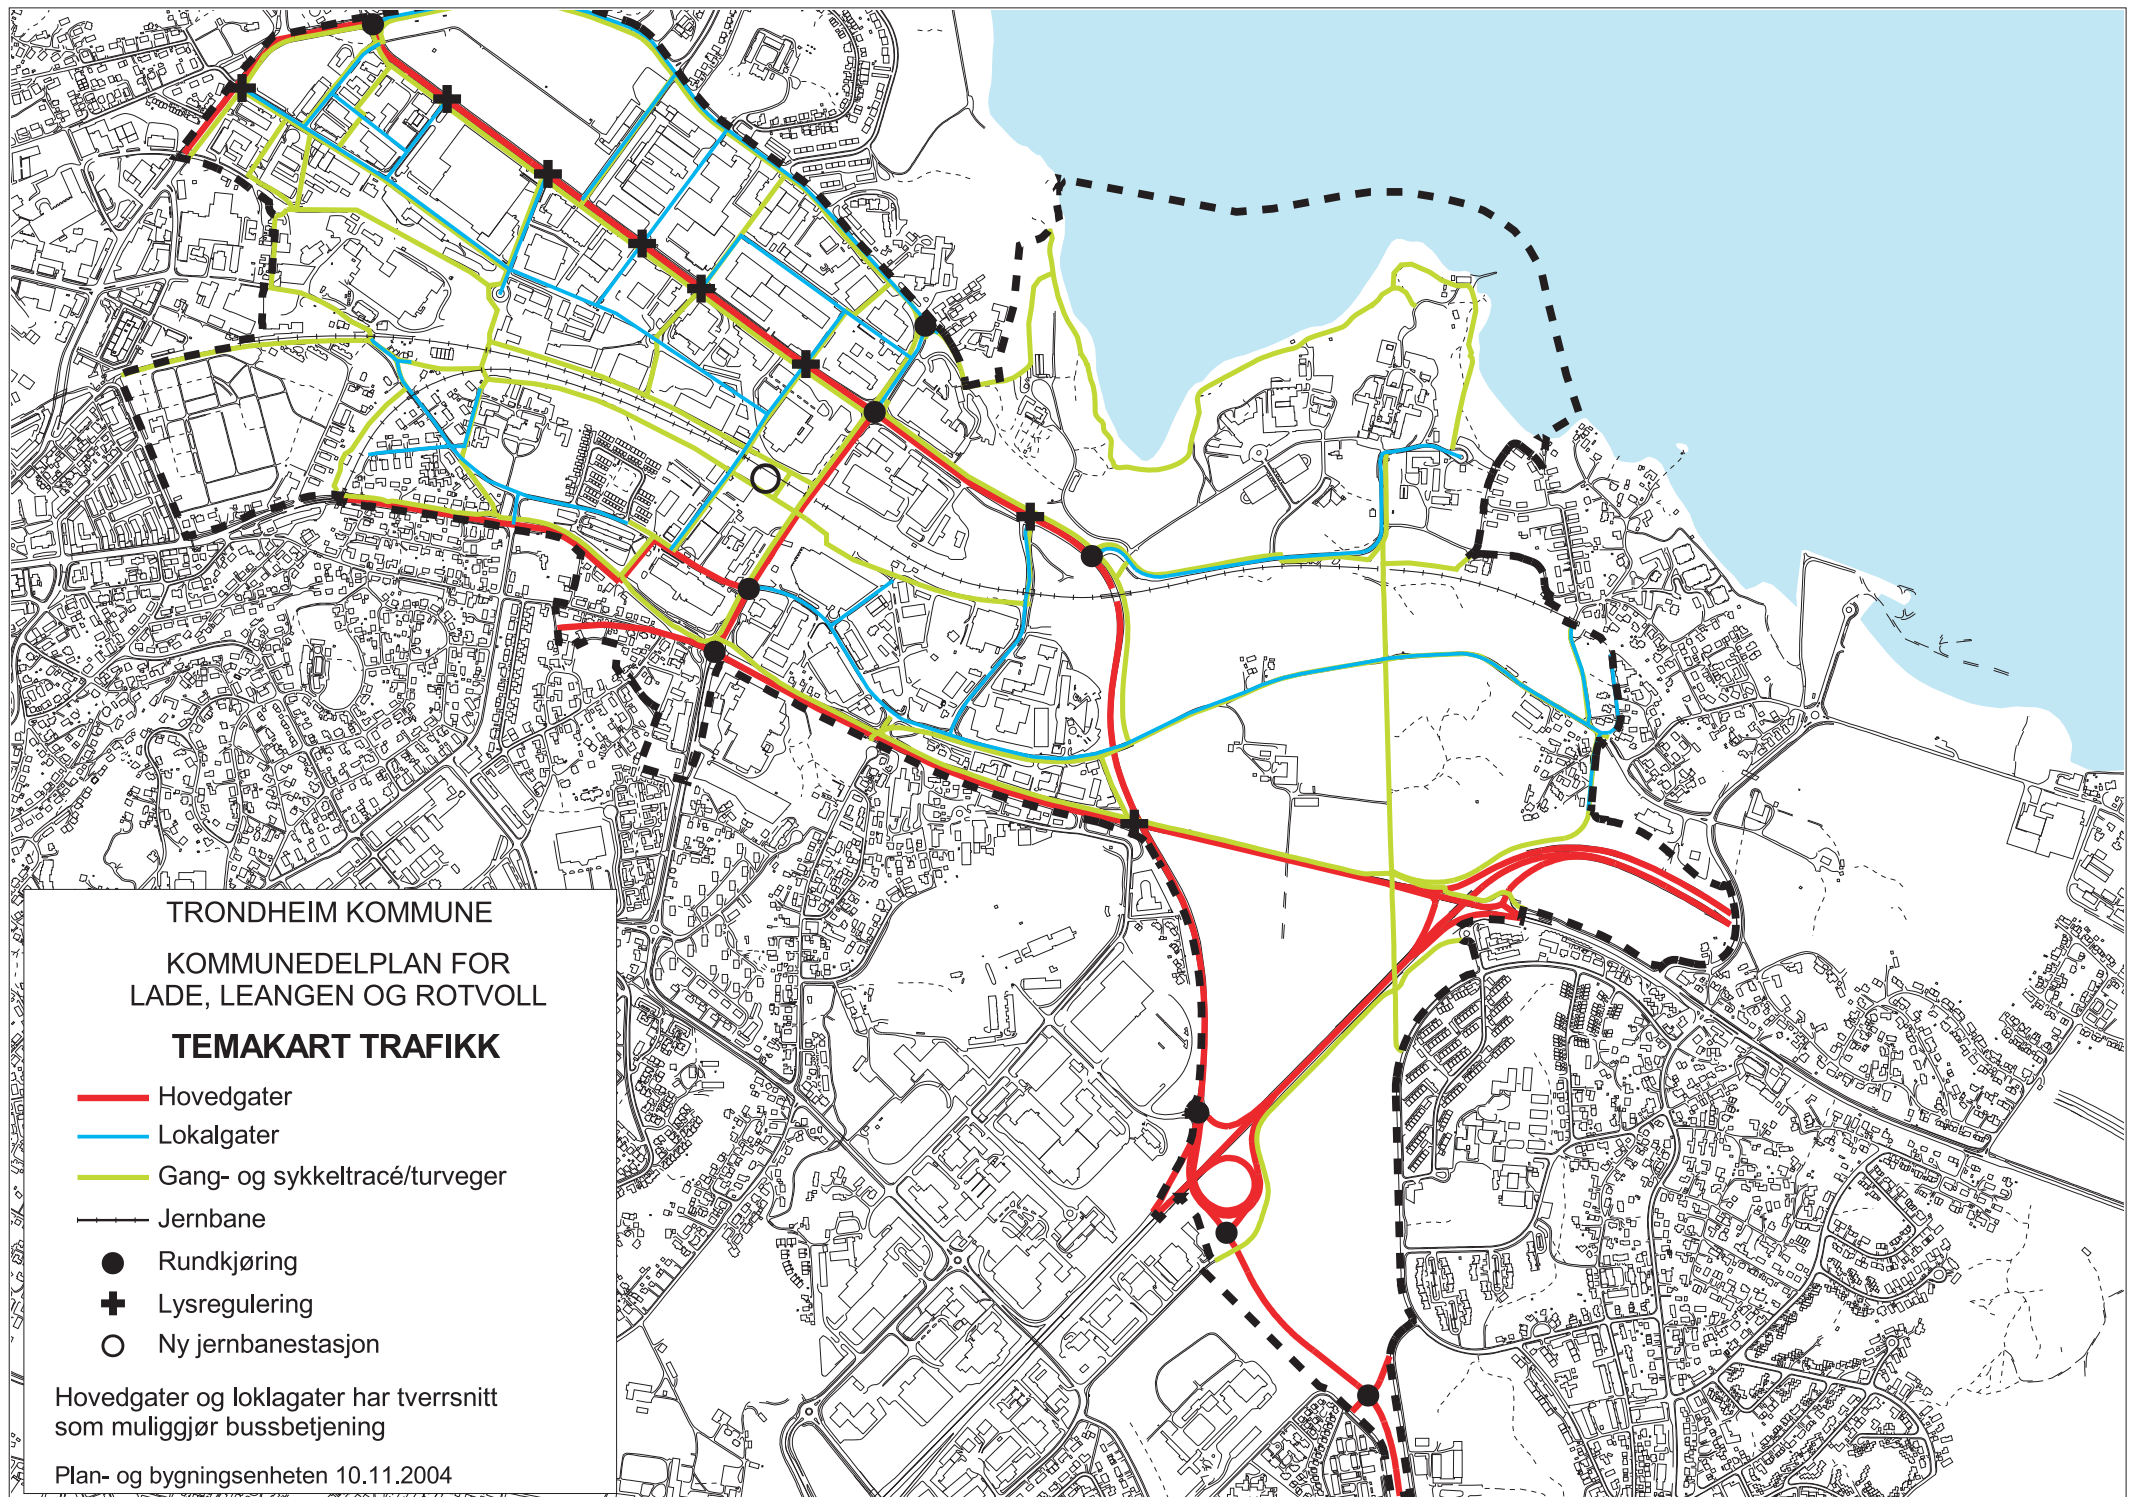 TRONDHEIM KOMMUNE
KOMMUNEDELPLAN FOR
LADE, LEANGEN OG ROTVOLL
TEMAKART TRAFIKK
Hovedgater
Lokalgater
Gang- og sykkeltracé/turveger
Jernbane
Rundkjøring
Lysregulering
Ny jernbanestasjon
Hovedgater og loklagater har tverrsnitt
som muliggjør bussbetjening
Plan- og bygningsenheten 10.11.2004